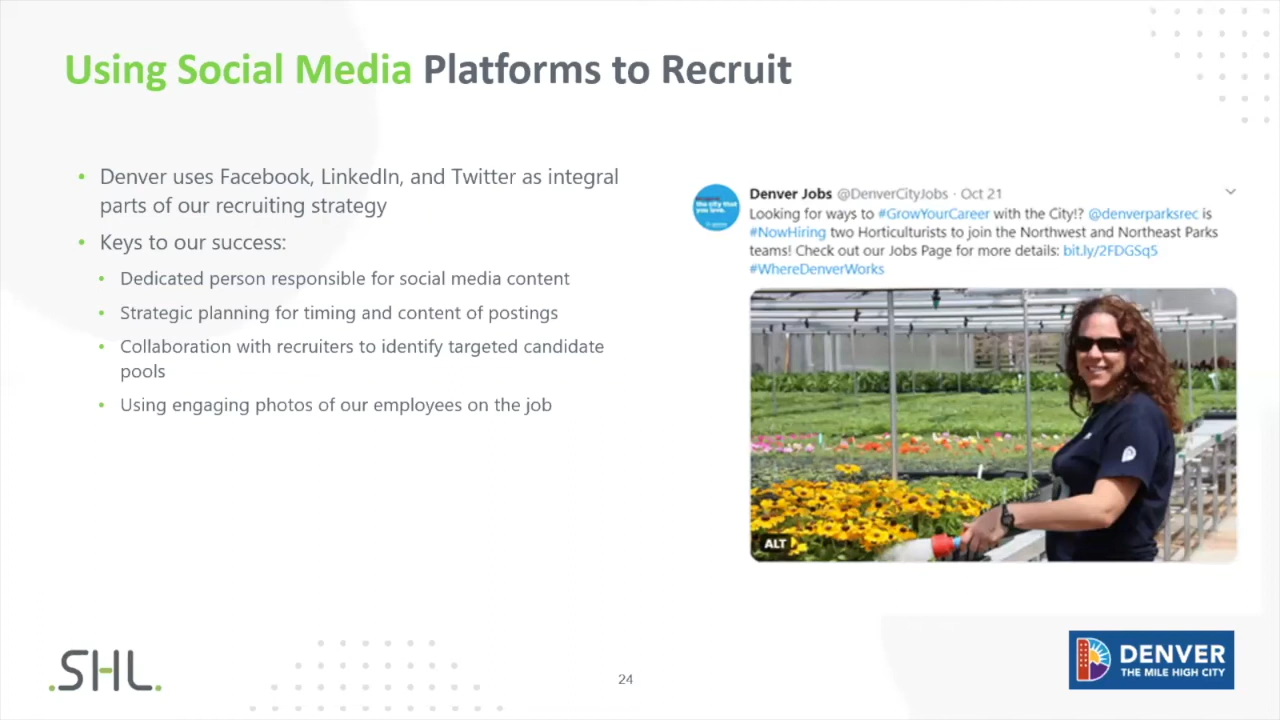 Using Social Media Platforms to Recruit
• Denver uses Facebook, LinkedIn, and Twitter as integral
parts of our recruiting strategy
• Keys to our success:
• Dedicated person responsible for social media content
• Strategic planning for timing and content of postings
• Collaboration with recruiters to identify targeted candidate
pools
• Using engaging photos of our employees on the job
the city that
you love.
Denver Jobs @DenverCityJobs · Oct 21
Looking for ways to #GrowYourCareer with the City!? @denverparksrec is
#NowHiring two Horticulturists to join the Northwest and Northeast Parks
teams! Check out our Jobs Page for more details: bit.ly/2FDGSq5
#WhereDenverWorks
ALT
.SHL.
24
DENVER
THE MILE HIGH CITY